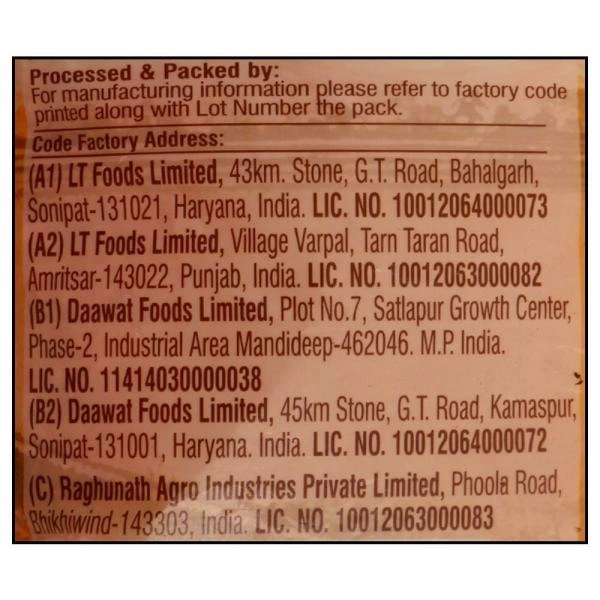 Processed & Packed by:
For manufacturing information please refer to factory code
printed along with Lot Number the pack.
Code Factory Address:
(A1) LT Foods Limited, 43km. Stone, G.T. Road, Bahalgarh,
Sonipat-131021, Haryana, India. LIC. NO. 10012064000073
(A2) LT Foods Limited, Village Varpal, Tarn Taran Road,
Amritsar-143022, Punjab, India. LIC. NO. 10012063000082
(B1) Daawat Foods Limited, Plot No.7, Satlapur Growth Center,
Phase-2, Industrial Area Mandideep-462046. M.P. India.
LIC. NO. 11414030000038
(B2) Daawat Foods Limited, 45km Stone, G.T. Road, Kamaspur,
Sonipat-131001, Haryana. India. LIC. NO. 10012064000072
(C) Raghunath Agro Industries Private Limited, Phoola Road,
Bhikhiwind-143303, India. LIC. NO. 10012063000083